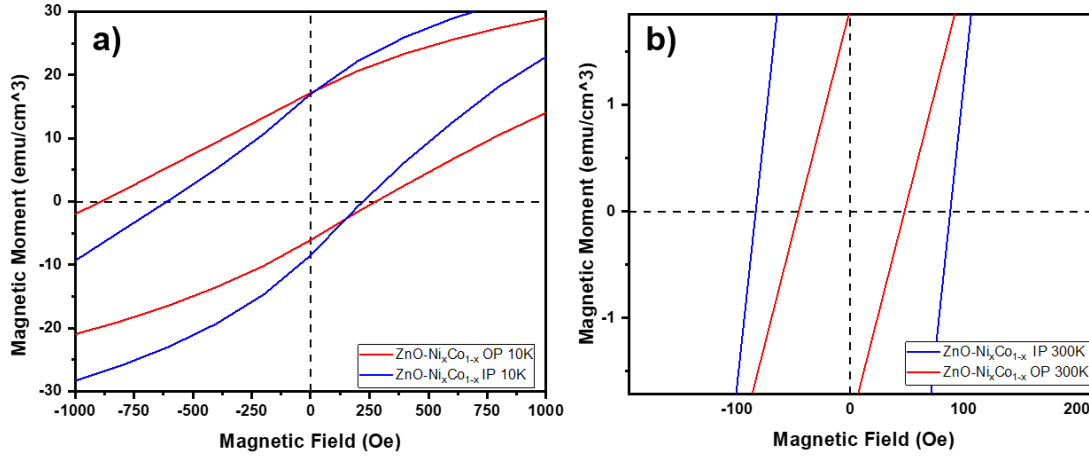 a)
Magnetic Moment (emu/cm^3)
30
20
10
0
-10
-20
-30
-1000 -750 -500 -250 0 250 500 750 1000
Magnetic Field (Oe)
ZnO-NiₓCo₁₋ₓ OP 10K
ZnO-NiₓCo₁₋ₓ IP 10K
b)
Magnetic Moment (emu/cm^3)
1
0
-1
-100 0 100 200
Magnetic Field (Oe)
ZnO-NiₓCo₁₋ₓ IP 300K
ZnO-NiₓCo₁₋ₓ OP 300K